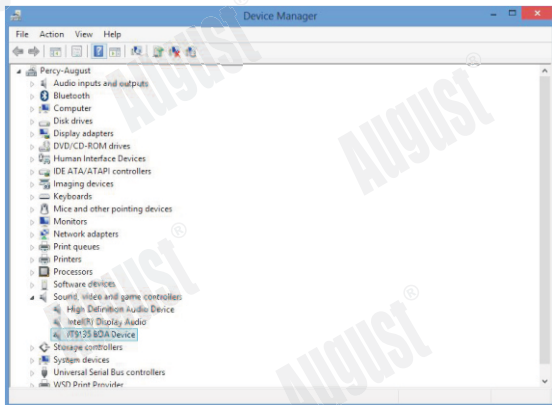 Device Manager
File Action View Help
Percy-August
Audio inputs and outputs
Bluetooth
Computer
Disk drives
Display adapters
DVD/CD-ROM drives
Human Interface Devices
IDE ATA/ATAPI controllers
Imaging devices
Keyboards
Mice and other pointing devices
Monitors
Network adapters
Print queues
Printers
Processors
Software devices
Sound, video and game controllers
High Definition Audio Device
Intel(R) Display Audio
IT9135 BDA Device
Storage controllers
System devices
Universal Serial Bus controllers
WSD Print Provider
August®
August®
August®
August®